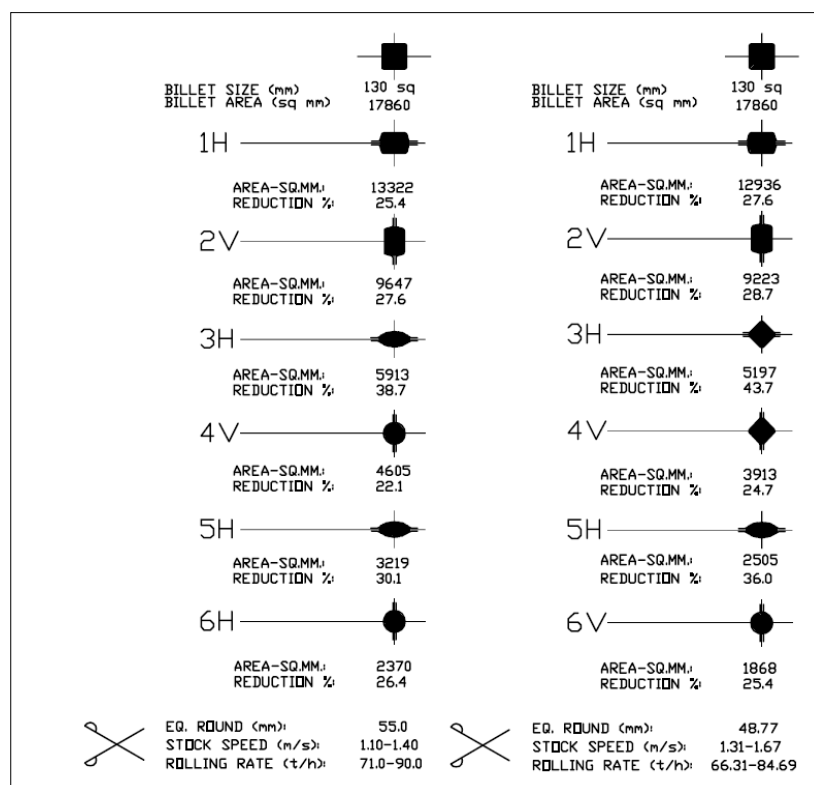 BILLET SIZE (mm) 130 sq
BILLET AREA (sq mm) 17860
1H
AREA-SQ.MM.: 13322
REDUCTION %: 25.4
2V
AREA-SQ.MM.: 9647
REDUCTION %: 27.6
3H
AREA-SQ.MM.: 5913
REDUCTION %: 38.7
4V
AREA-SQ.MM.: 4605
REDUCTION %: 22.1
5H
AREA-SQ.MM.: 3219
REDUCTION %: 30.1
6H
AREA-SQ.MM.: 2370
REDUCTION %: 26.4
EQ. ROUND (mm): 55.0
STOCK SPEED (m/s): 1.10-1.40
ROLLING RATE (t/h): 71.0-90.0
BILLET SIZE (mm) 130 sq
BILLET AREA (sq mm) 17860
1H
AREA-SQ.MM.: 12936
REDUCTION %: 27.6
2V
AREA-SQ.MM.: 9223
REDUCTION %: 28.7
3H
AREA-SQ.MM.: 5197
REDUCTION %: 43.7
4V
AREA-SQ.MM.: 3913
REDUCTION %: 24.7
5H
AREA-SQ.MM.: 2505
REDUCTION %: 36.0
6V
AREA-SQ.MM.: 1868
REDUCTION %: 25.4
EQ. ROUND (mm): 48.77
STOCK SPEED (m/s): 1.31-1.67
ROLLING RATE (t/h): 66.31-84.69